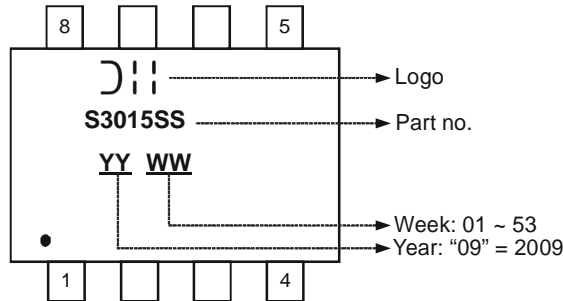 8 5
Logo
S3015SS Part no.
YY WW
Week: 01 ~ 53
Year: “09” = 2009
1 4